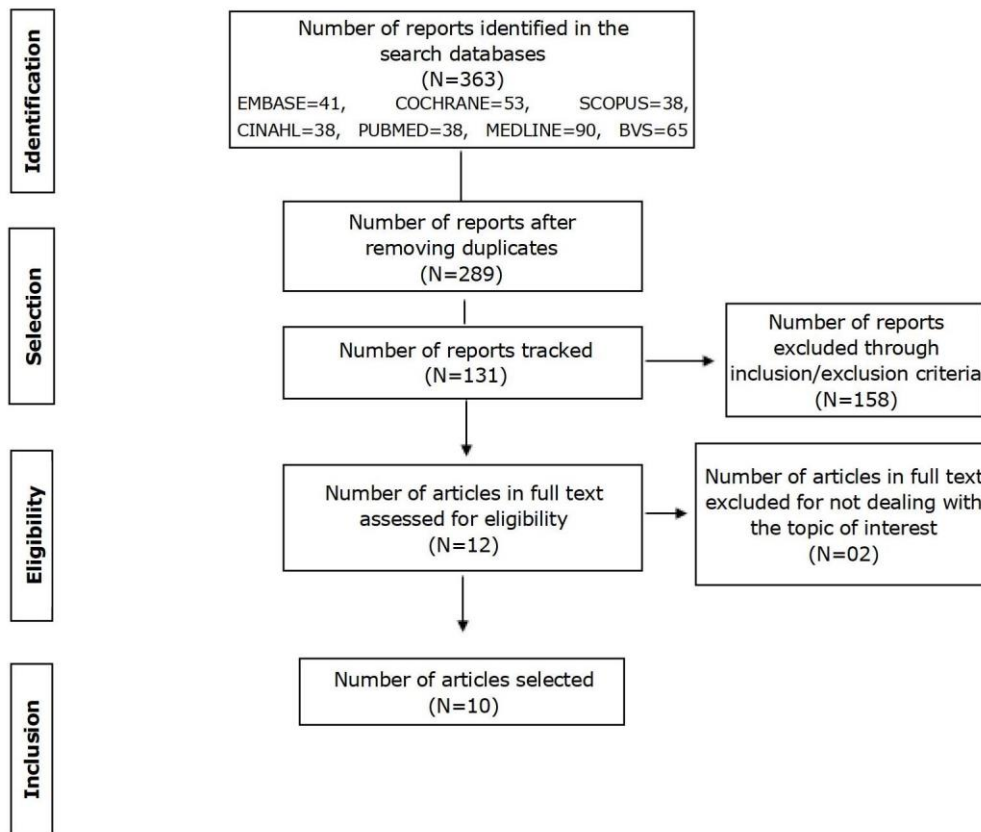 Identification
Number of reports identified in the
search databases
(N=363)
EMBASE=41, COCHRANE=53, SCOPUS=38,
CINAHL=38, PUBMED=38, MEDLINE=90, BVS=65
Selection
Number of reports after
removing duplicates
(N=289)
Number of reports tracked
(N=131)
Number of reports
excluded through
inclusion/exclusion criteria
(N=158)
Eligibility
Number of articles in full text
assessed for eligibility
(N=12)
Number of articles in full text
excluded for not dealing with
the topic of interest
(N=02)
Inclusion
Number of articles selected
(N=10)